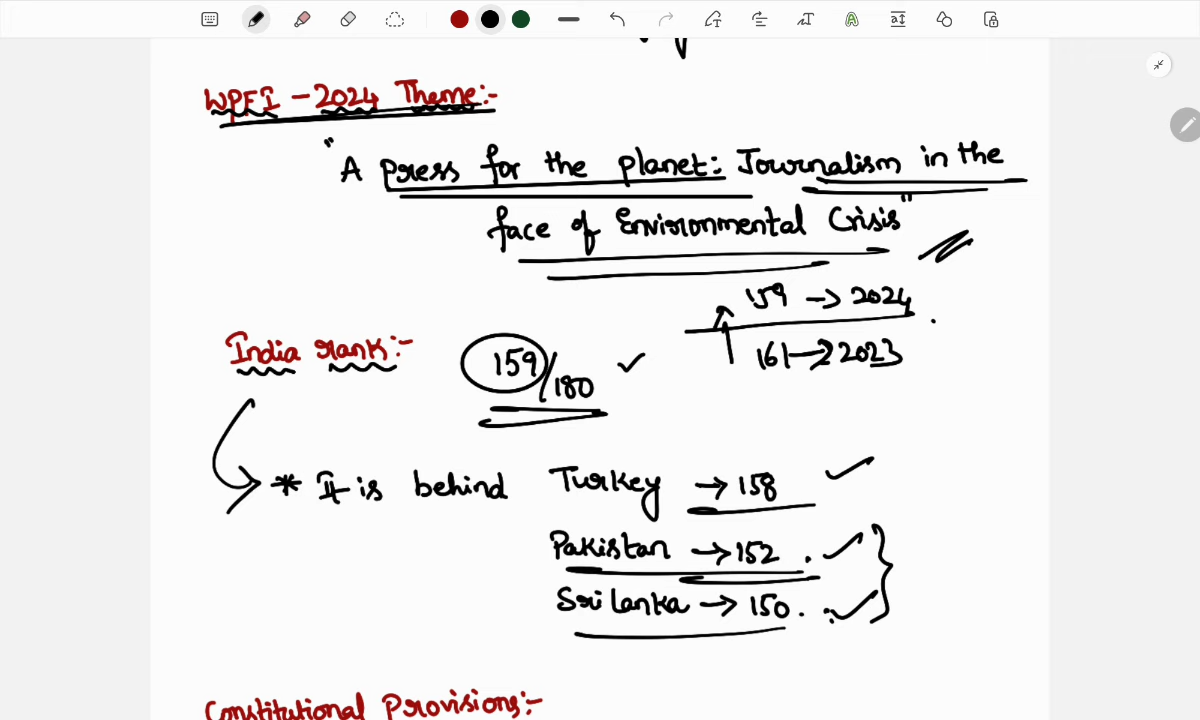 WPFI - 2024 Theme:-
"A press for the planet: Journalism in the
face of Environmental Crisis"
159 -> 2024
161 -> 2023
India rank:- 159/180
* It is behind Turkey -> 158
Pakistan -> 152
Sri Lanka -> 150
Constitutional Provisions:-